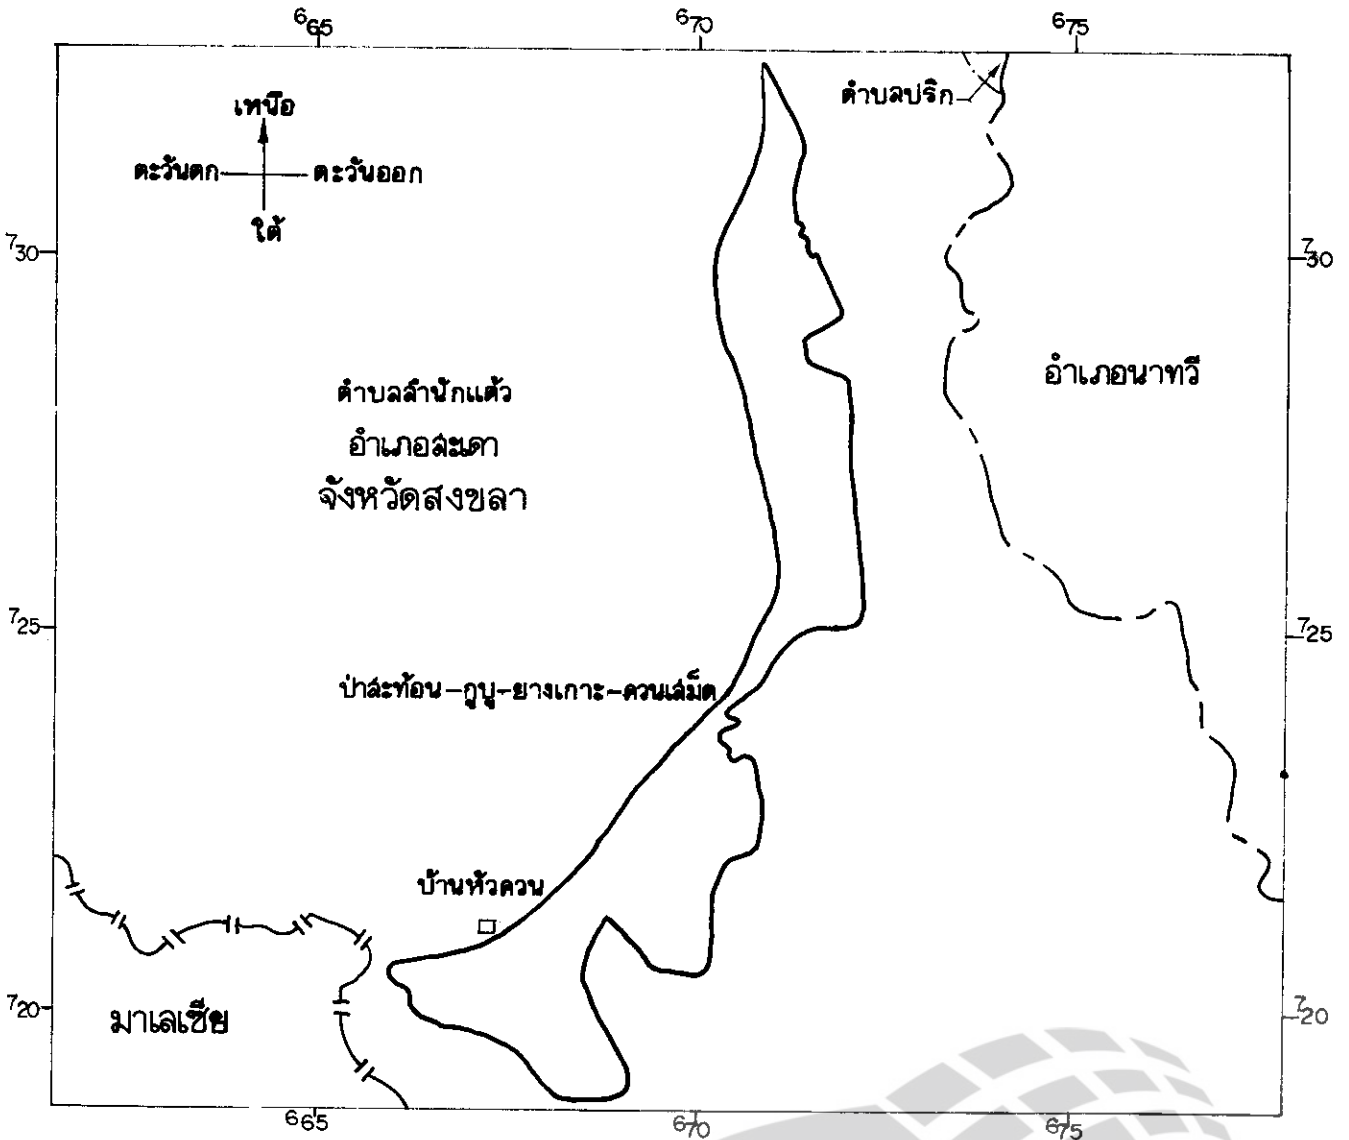 665 670 675
ตำบลปริก
เหนือ
ตะวันตก ตะวันออก
ใต้
730 730
อำเภอนาทวี
ตำบลสำนักแต้ว
อำเภอสะเดา
จังหวัดสงขลา
725 725
ป่าสะท้อน-กูบู-ยางเกาะ-ควนเสม็ด
บ้านหัวควน
720 720
มาเลเซีย
665 670 675